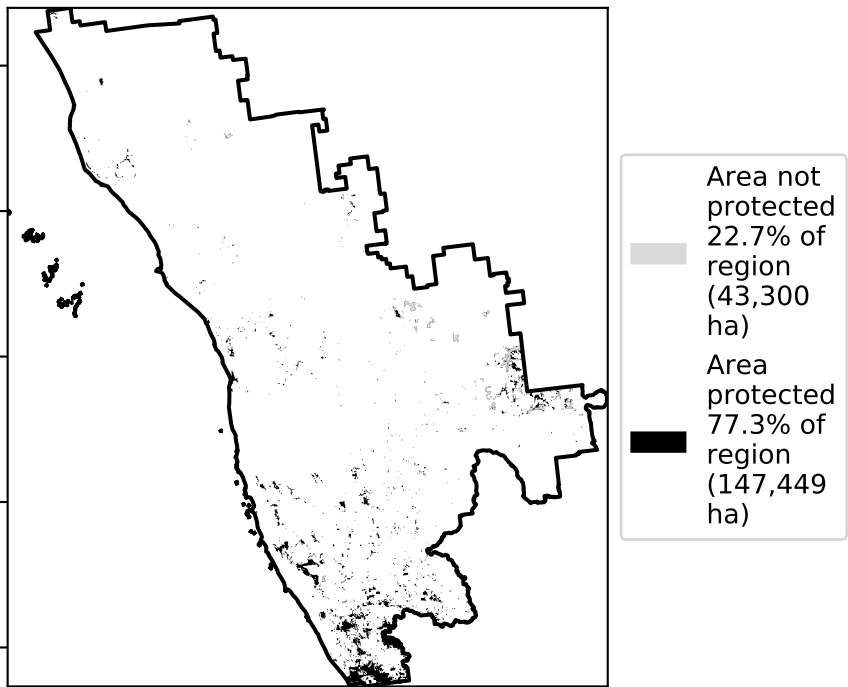 Area not
protected
22.7% of
region
(43,300
ha)
Area
protected
77.3% of
region
(147,449
ha)